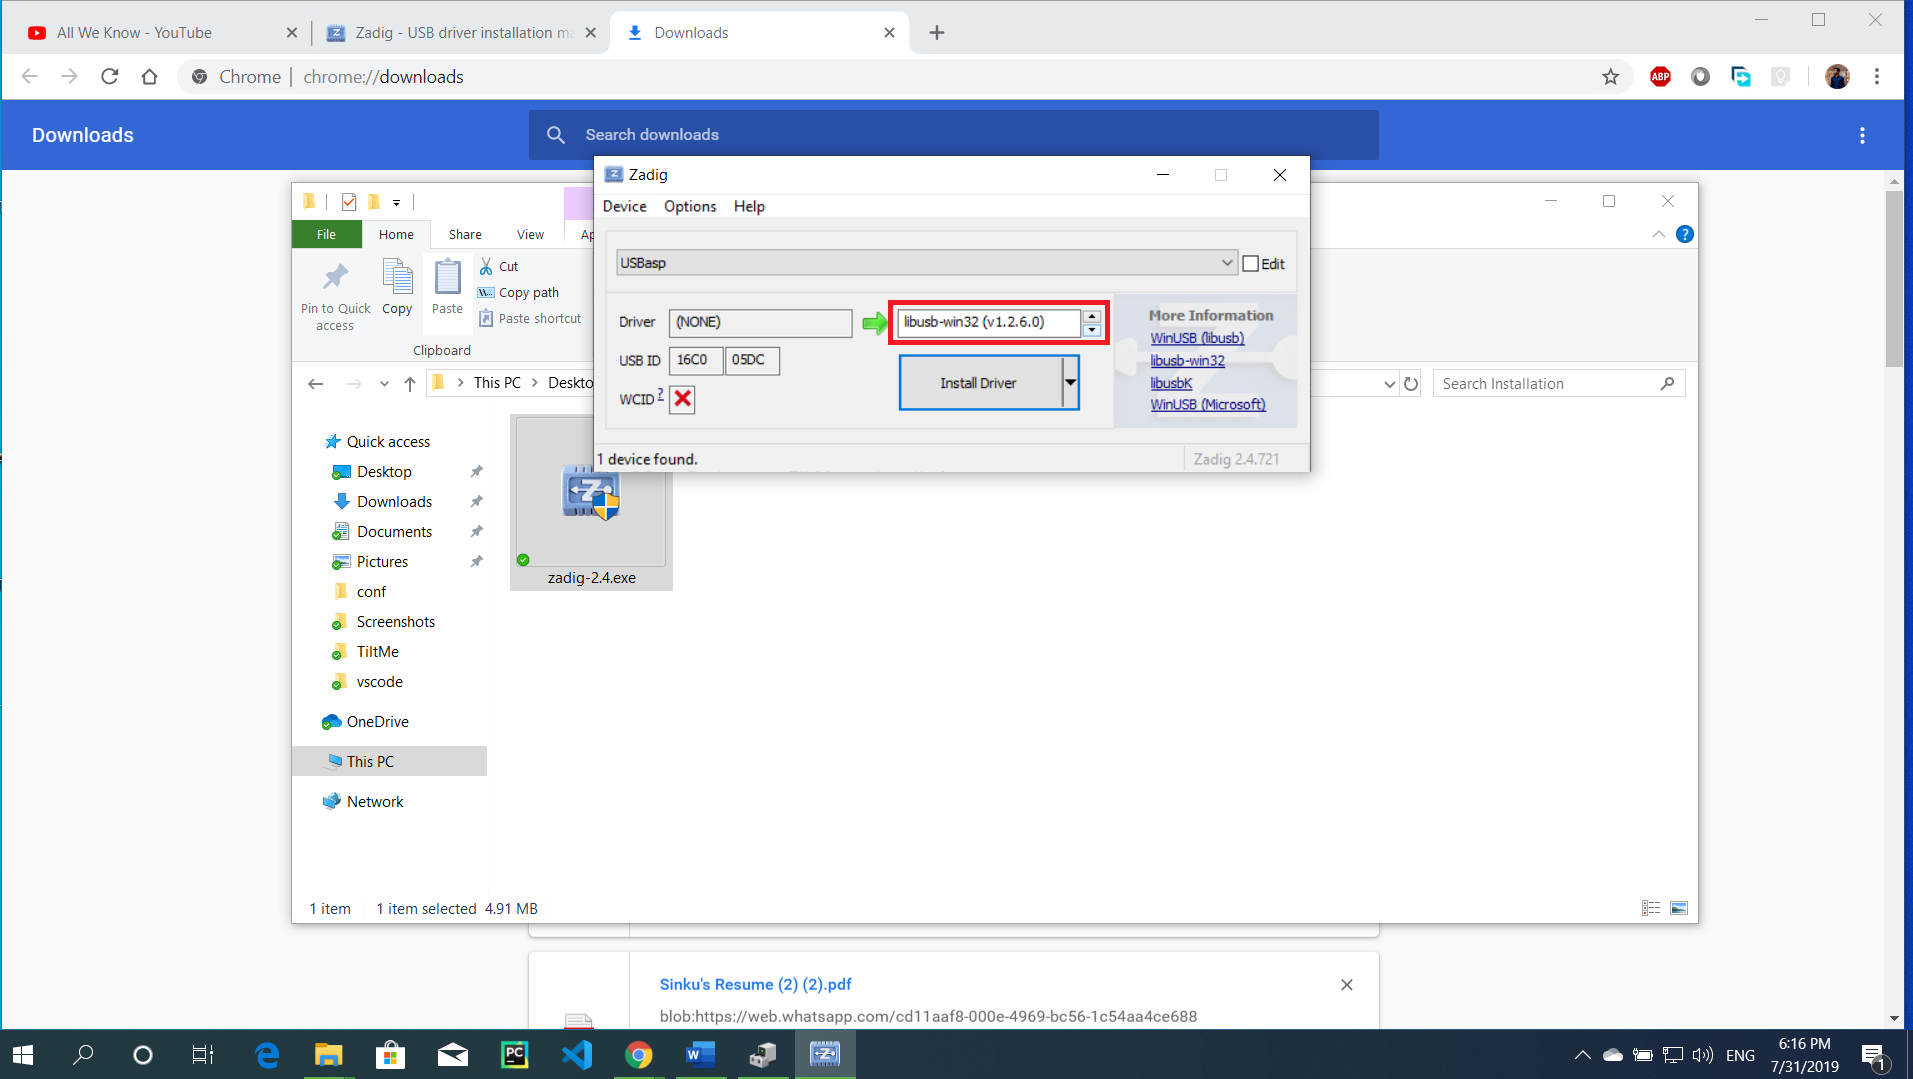 All We Know - YouTube
Zadig - USB driver installation ma
Downloads
Chrome | chrome://downloads
ABP
Downloads
Search downloads
Zadig
Device Options Help
USBasp
Edit
Driver (NONE) libusb-win32 (v1.2.6.0)
USB ID 16C0 05DC
WCID ?
Install Driver
More Information
WinUSB (libusb)
libusb-win32
libusbK
WinUSB (Microsoft)
1 device found.
Zadig 2.4.721
File Home Share View Ap
Pin to Quick access
Copy
Paste
Cut
Copy path
Paste shortcut
Clipboard
This PC > Deskto
Search Installation
Quick access
Desktop
Downloads
Documents
Pictures
conf
Screenshots
TiltMe
vscode
OneDrive
This PC
Network
zadig-2.4.exe
1 item 1 item selected 4.91 MB
Sinku's Resume (2) (2).pdf
blob:https://web.whatsapp.com/cd11aaf8-000e-4969-bc56-1c54aa4ce688
PC
ENG
6:16 PM
7/31/2019
1